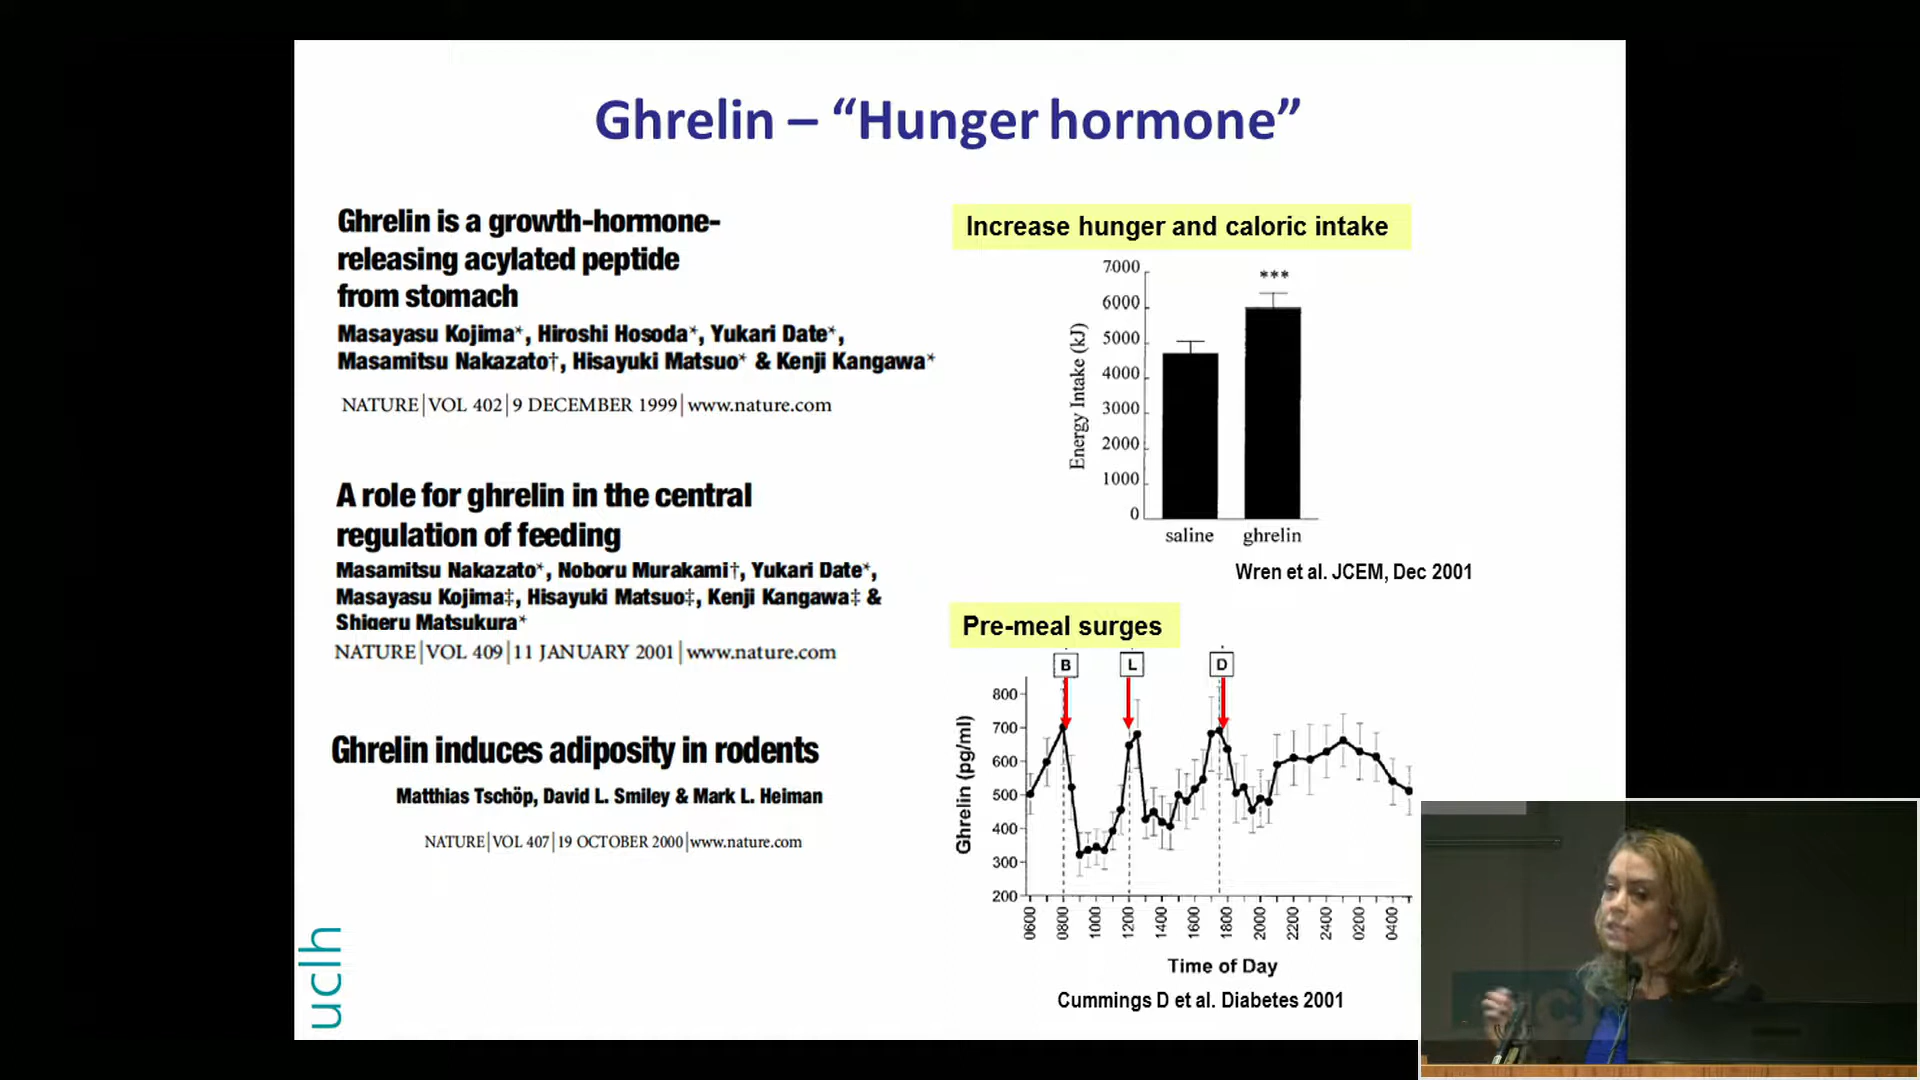 Ghrelin – “Hunger hormone”
Ghrelin is a growth-hormone-
releasing acylated peptide
from stomach
Masayasu Kojima*, Hiroshi Hosoda*, Yukari Date*,
Masamitsu Nakazato†, Hisayuki Matsuo* & Kenji Kangawa*
NATURE|VOL 402|9 DECEMBER 1999|www.nature.com
A role for ghrelin in the central
regulation of feeding
Masamitsu Nakazato*, Noboru Murakami†, Yukari Date*,
Masayasu Kojima‡, Hisayuki Matsuo‡, Kenji Kangawa‡ &
Shigeru Matsukura*
NATURE|VOL 409|11 JANUARY 2001|www.nature.com
Ghrelin induces adiposity in rodents
Matthias Tschöp, David L. Smiley & Mark L. Heiman
NATURE|VOL 407|19 OCTOBER 2000|www.nature.com
uclh
Increase hunger and caloric intake
7000
6000
5000
4000
3000
2000
1000
0
Energy Intake (kJ)
***
saline ghrelin
Wren et al. JCEM, Dec 2001
Pre-meal surges
B L D
800
700
600
500
400
300
200
Ghrelin (pg/ml)
0600 0800 1000 1200 1400 1600 1800 2000 2200 2400 0200 0400
Time of Day
Cummings D et al. Diabetes 2001